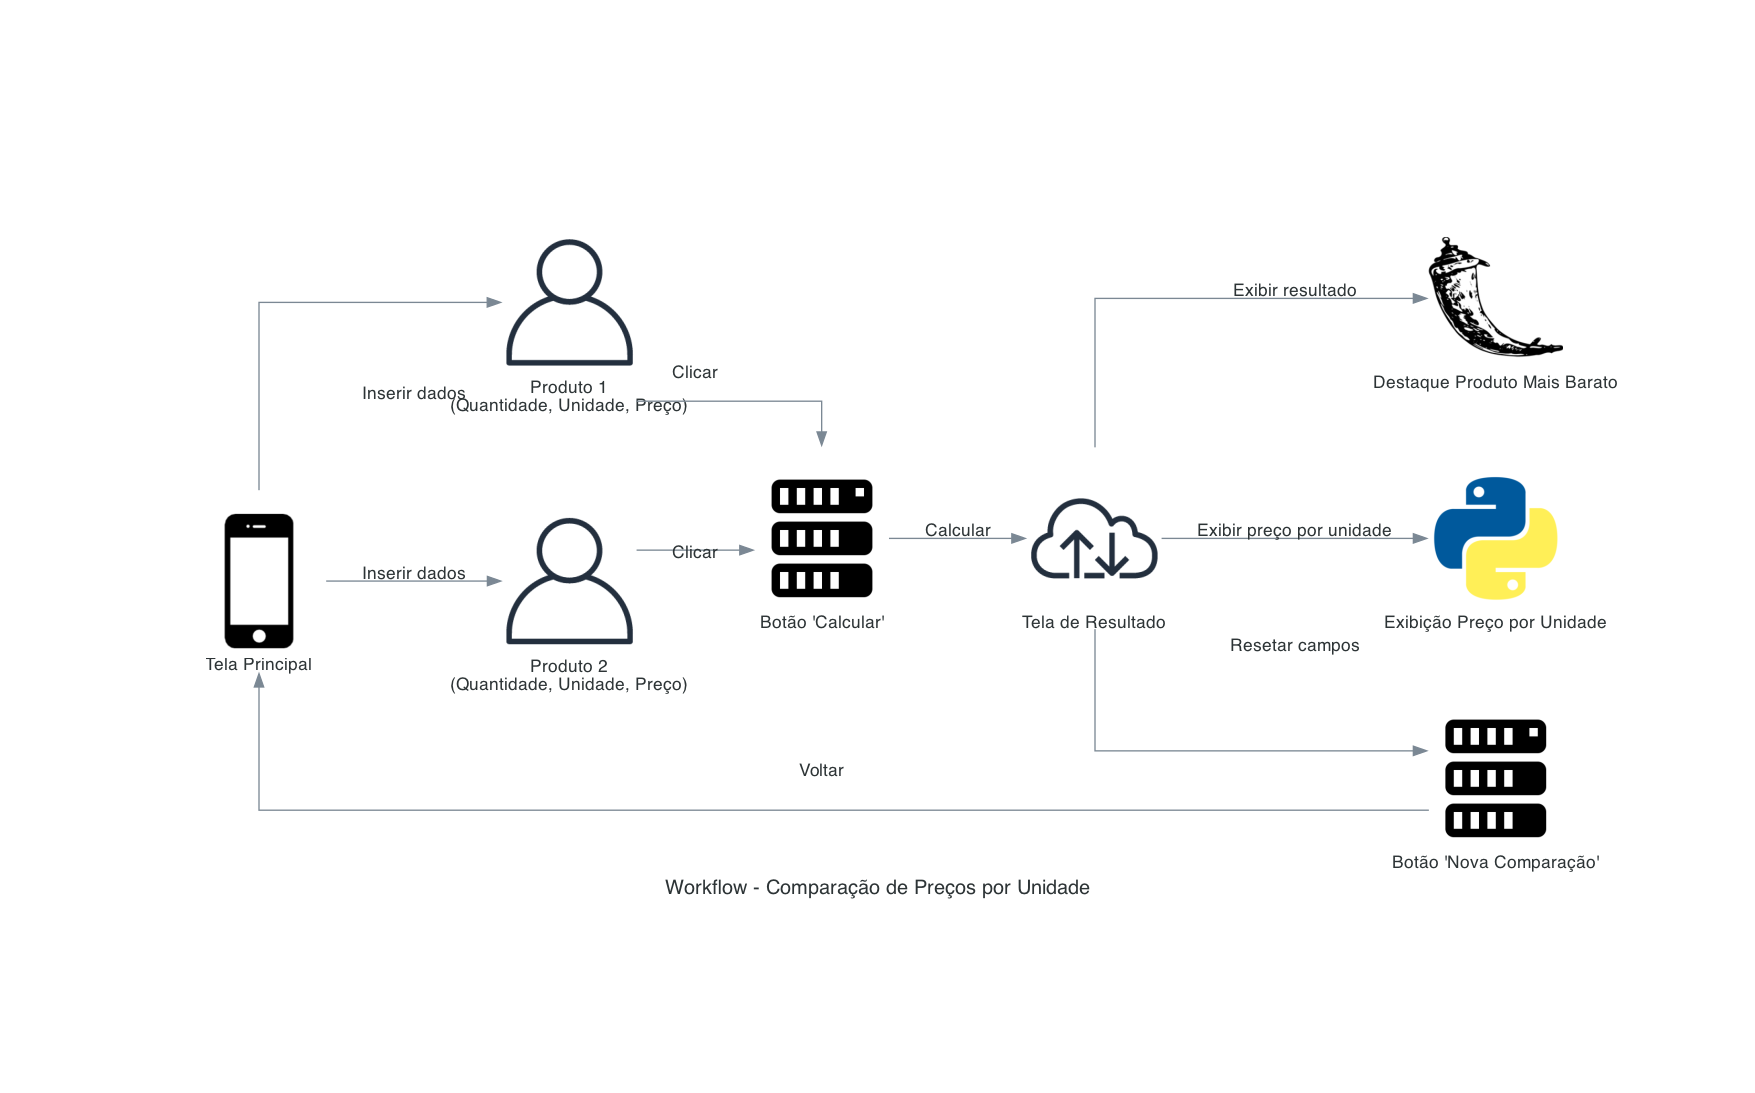 Exibir resultado
Clicar
Destaque Produto Mais Barato
Inserir dados
Produto 1
(Quantidade, Unidade, Preço)
Calcular
Exibir preço por unidade
Clicar
Inserir dados
Botão 'Calcular'
Tela de Resultado
Exibição Preço por Unidade
Resetar campos
Tela Principal
Produto 2
(Quantidade, Unidade, Preço)
Voltar
Botão 'Nova Comparação'
Workflow - Comparação de Preços por Unidade